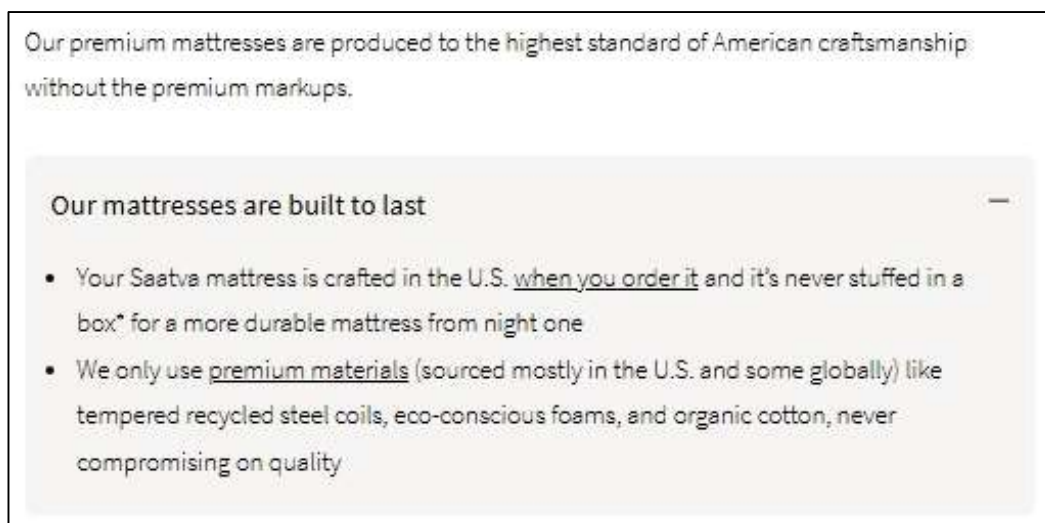 Our premium mattresses are produced to the highest standard of American craftsmanship
without the premium markups.
Our mattresses are built to last
• Your Saatva mattress is crafted in the U.S. when you order it and it's never stuffed in a
box* for a more durable mattress from night one
• We only use premium materials (sourced mostly in the U.S. and some globally) like
tempered recycled steel coils, eco-conscious foams, and organic cotton, never
compromising on quality